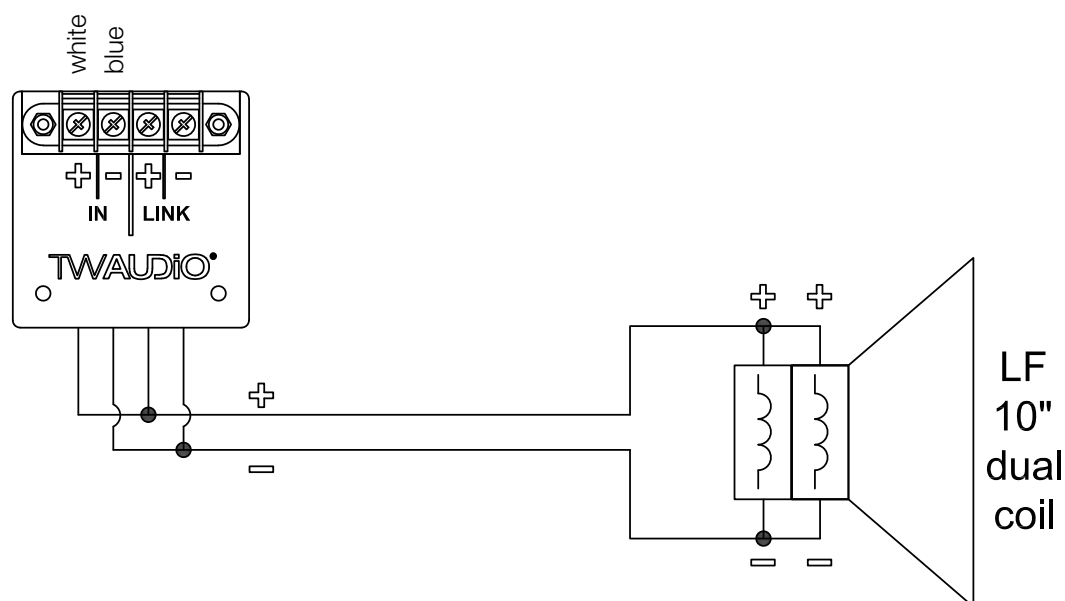 white
blue
+ - + -
IN LINK
TWAUDiO
+
-
+ +
- -
LF
10"
dual
coil